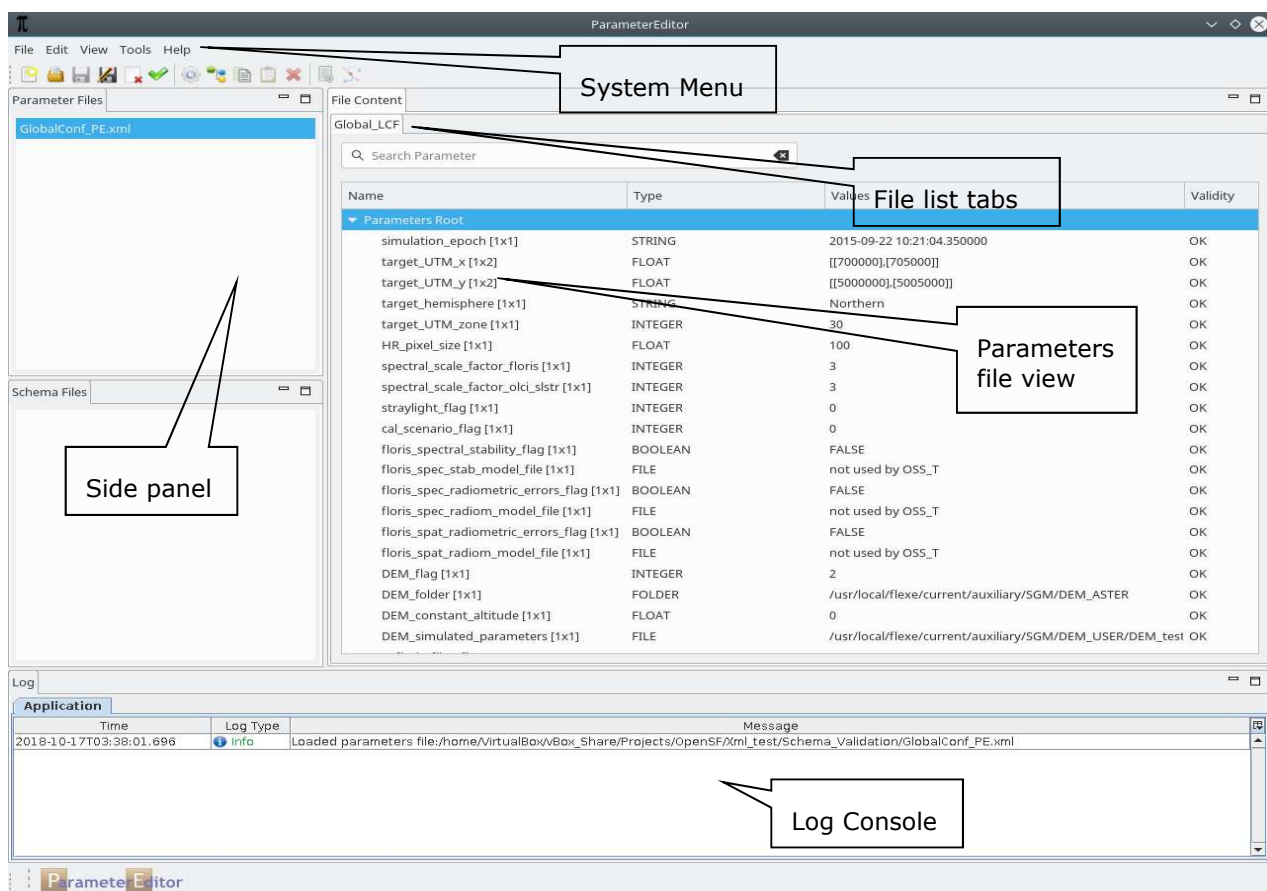 π ParameterEditor
File Edit View Tools Help
System Menu
Parameter Files
GlobalConf_PE.xml
Side panel
Schema Files
File Content
Global_LCF
File list tabs
Search Parameter
Name Type Values Validity
Parameters Root
simulation_epoch [1x1] STRING 2015-09-22 10:21:04.350000 OK
target_UTM_x [1x2] FLOAT [[700000],[705000]] OK
target_UTM_y [1x2] FLOAT [[5000000],[5005000]] OK
target_hemisphere [1x1] STRING Northern OK
target_UTM_zone [1x1] INTEGER 30 OK
HR_pixel_size [1x1] FLOAT 100 OK
spectral_scale_factor_floris [1x1] INTEGER 3 OK
spectral_scale_factor_olci_slstr [1x1] INTEGER 3 OK
straylight_flag [1x1] INTEGER 0 OK
cal_scenario_flag [1x1] INTEGER 0 OK
floris_spectral_stability_flag [1x1] BOOLEAN FALSE OK
floris_spec_stab_model_file [1x1] FILE not used by OSS_T OK
floris_spec_radiometric_errors_flag [1x1] BOOLEAN FALSE OK
floris_spec_radiom_model_file [1x1] FILE not used by OSS_T OK
floris_spat_radiometric_errors_flag [1x1] BOOLEAN FALSE OK
floris_spat_radiom_model_file [1x1] FILE not used by OSS_T OK
DEM_flag [1x1] INTEGER 2 OK
DEM_folder [1x1] FOLDER /usr/local/flexe/current/auxiliary/SGM/DEM_ASTER OK
DEM_constant_altitude [1x1] FLOAT 0 OK
DEM_simulated_parameters [1x1] FILE /usr/local/flexe/current/auxiliary/SGM/DEM_USER/DEM_test OK
Parameters
file view
Log
Application
Time Log Type Message
2018-10-17T03:38:01.696 Info Loaded parameters file:/home/VirtualBox/vBox_Share/Projects/OpenSF/Xml_test/Schema_Validation/GlobalConf_PE.xml
Log Console
ParameterEditor